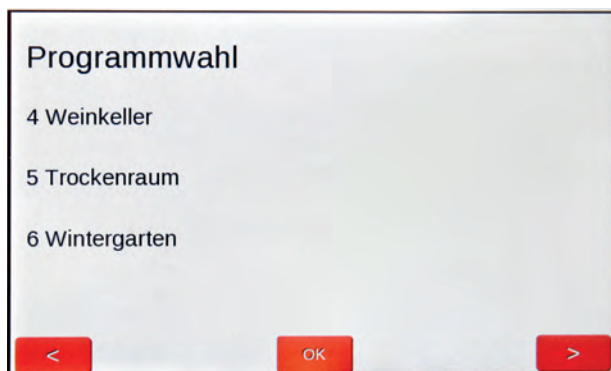 Programmwahl
4 Weinkeller
5 Trockenraum
6 Wintergarten
< OK >